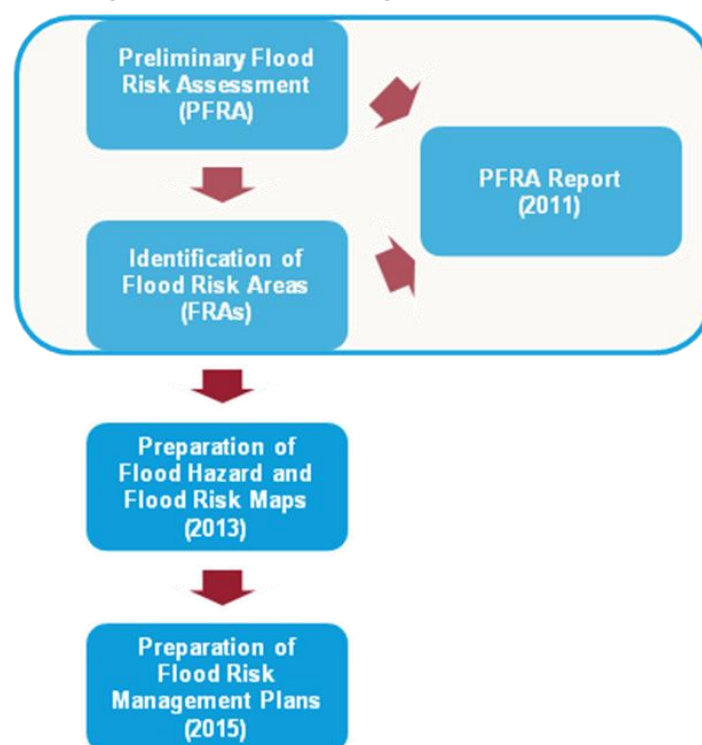 Preliminary Flood
Risk Assessment
(PFRA)
PFRA Report
(2011)
Identification of
Flood Risk Areas
(FRAs)
Preparation of
Flood Hazard and
Flood Risk Maps
(2013)
Preparation of
Flood Risk
Management Plans
(2015)